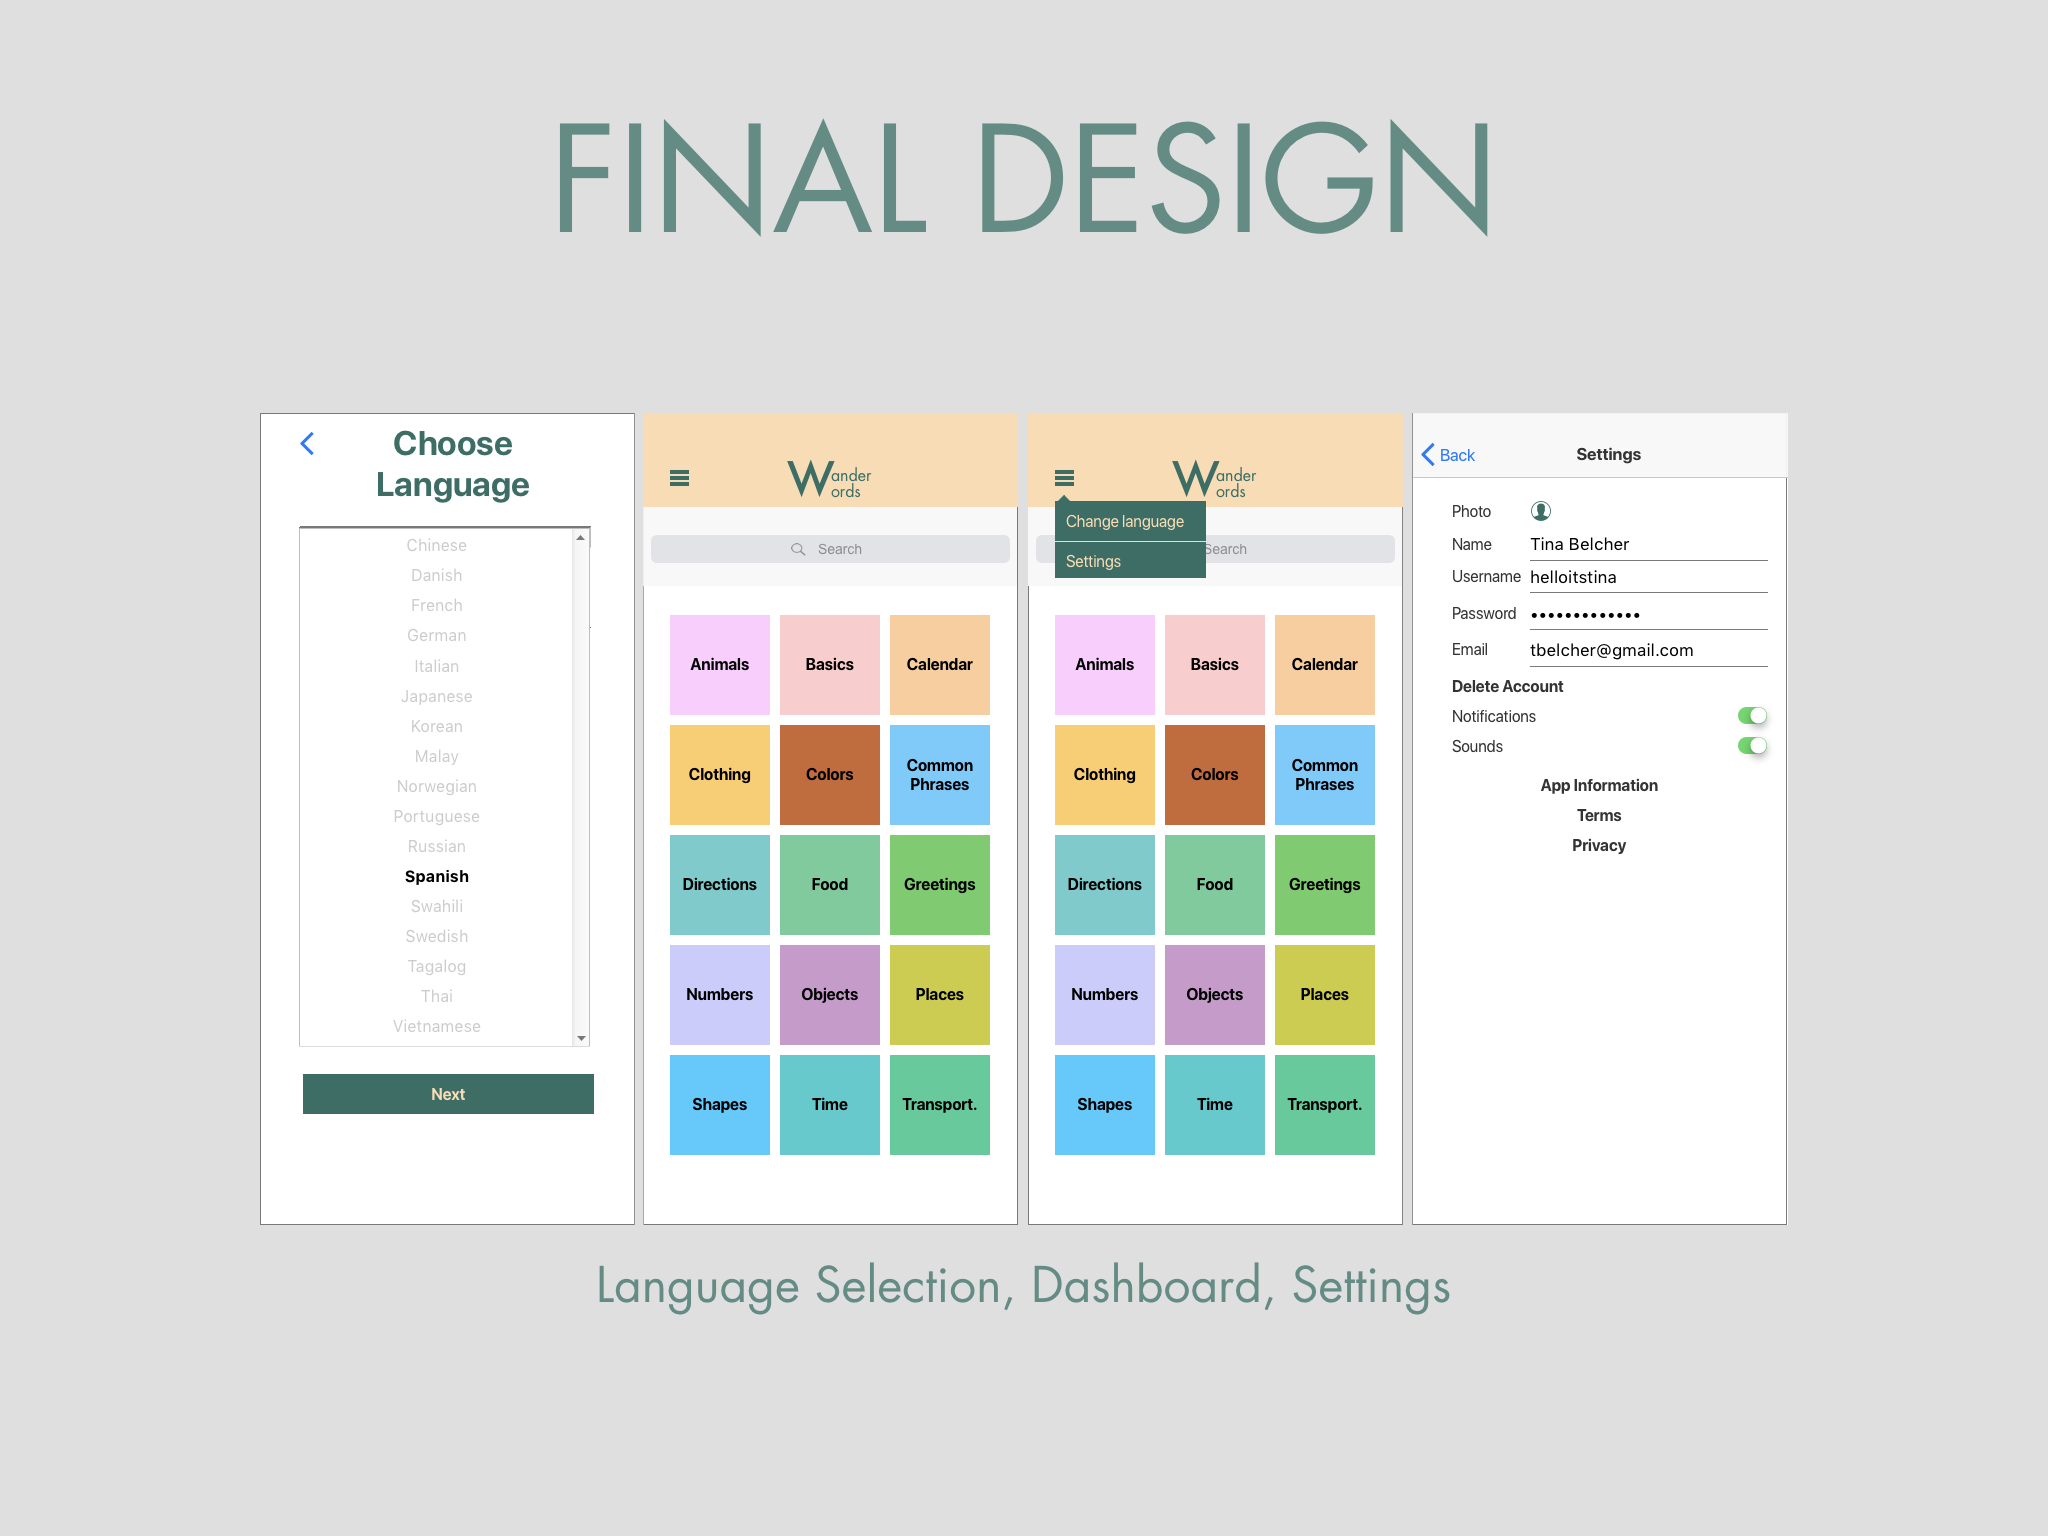 FINAL DESIGN
Choose
Language
Chinese
Danish
French
German
Italian
Japanese
Korean
Malay
Norwegian
Portuguese
Russian
Spanish
Swahili
Swedish
Tagalog
Thai
Vietnamese
Next
Wander
ords
Search
Animals
Basics
Calendar
Clothing
Colors
Common
Phrases
Directions
Food
Greetings
Numbers
Objects
Places
Shapes
Time
Transport.
Wander
ords
Change language
Settings
Search
Animals
Basics
Calendar
Clothing
Colors
Common
Phrases
Directions
Food
Greetings
Numbers
Objects
Places
Shapes
Time
Transport.
Back
Settings
Photo
Name Tina Belcher
Username helloitstina
Password •••••••••••••
Email tbelcher@gmail.com
Delete Account
Notifications
Sounds
App Information
Terms
Privacy
Language Selection, Dashboard, Settings